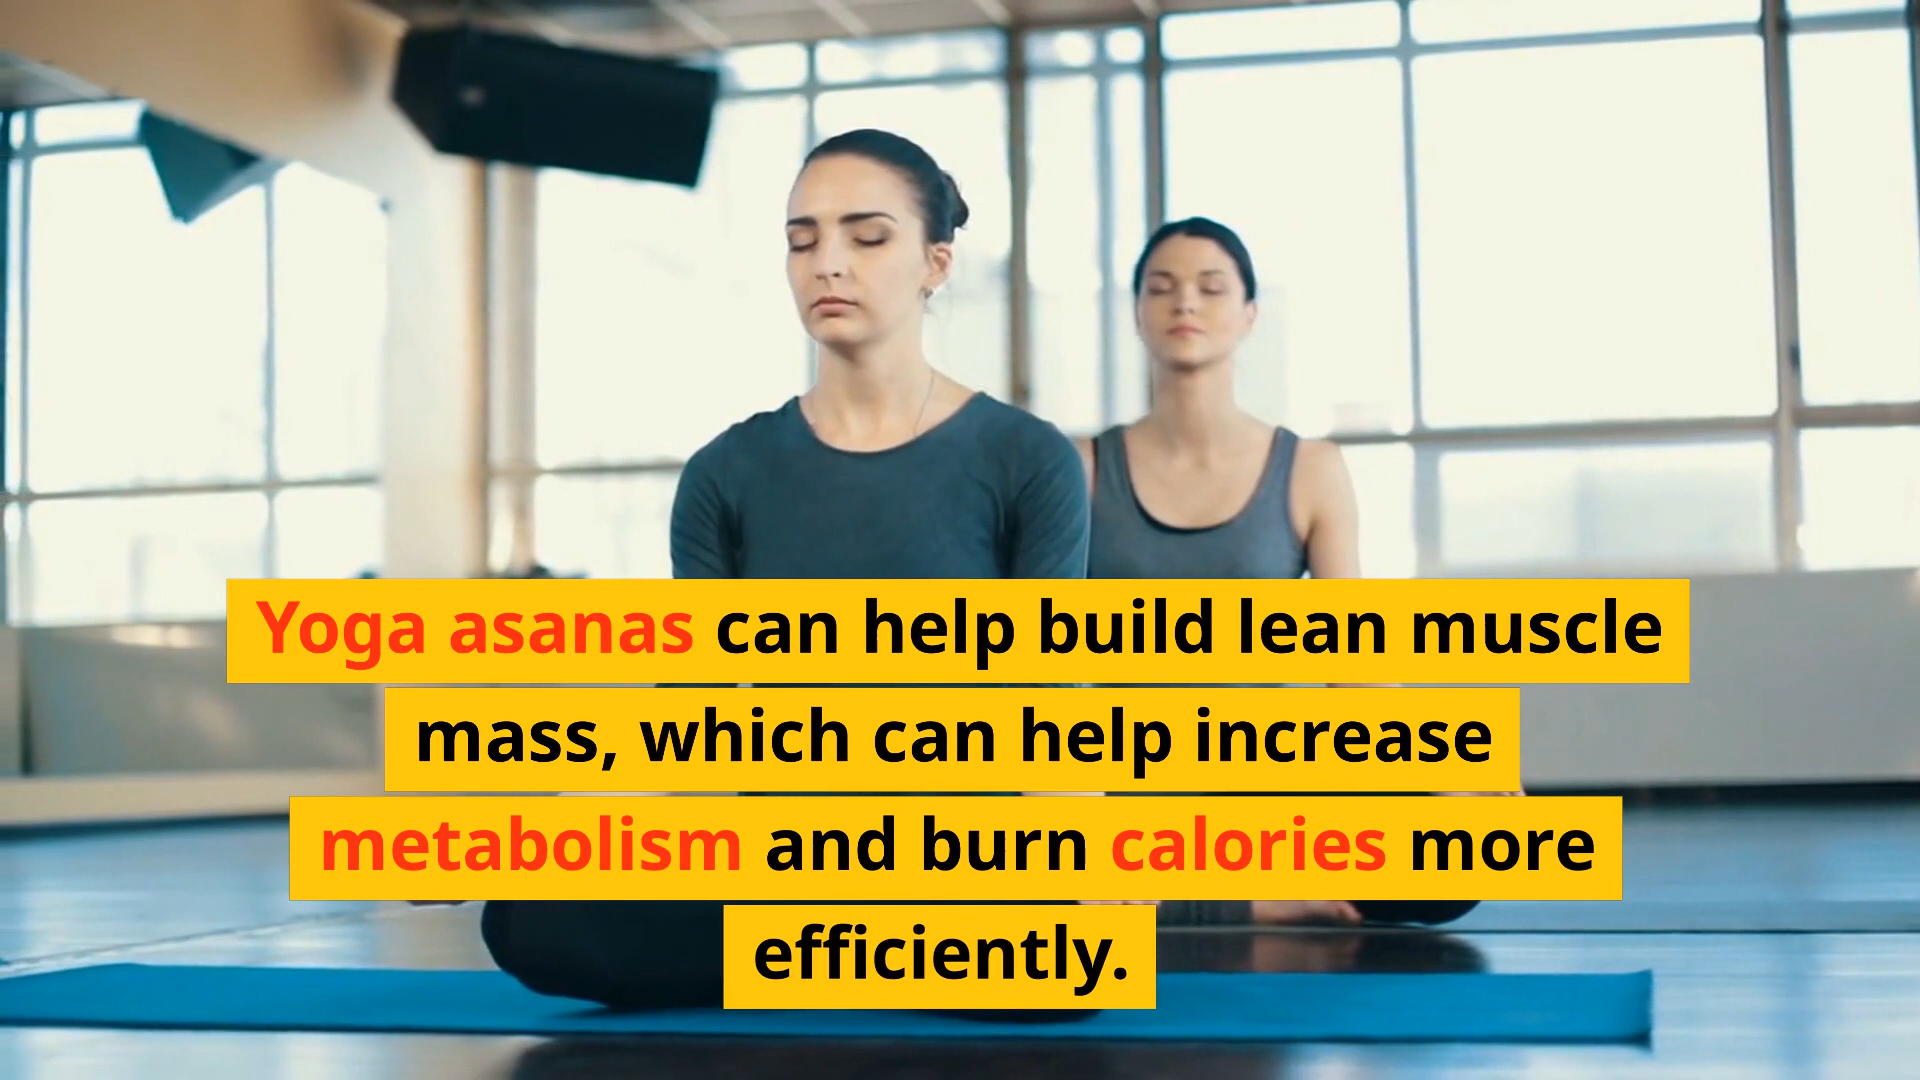 Yoga asanas can help build lean muscle
mass, which can help increase
metabolism and burn calories more
efficiently.